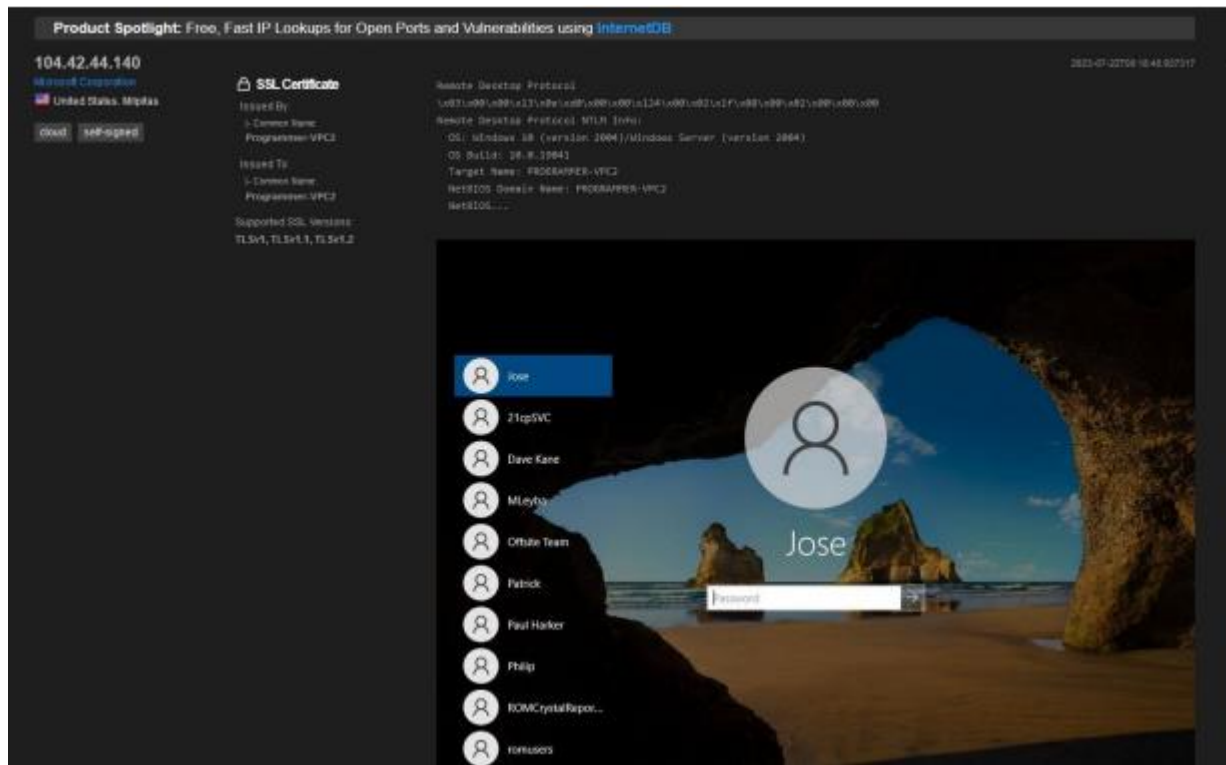 Product Spotlight: Free, Fast IP Lookups for Open Ports and Vulnerabilities using InternetDB
104.42.44.140
Microsoft Corporation
United States, Milpitas
cloud self-signed
SSL Certificate
Issued By:
|- Common Name:
Programmer-VPC2
Issued To:
|- Common Name:
Programmer-VPC2
Supported SSL Versions:
TLSv1, TLSv1.1, TLSv1.2
Remote Desktop Protocol
Remote Desktop Protocol NTLM Info:
OS: Windows 10 (version 2004)/Windows Server (version 2004)
OS Build: 10.0.19041
Target Name: PROGRAMMER-VPC2
NetBIOS Domain Name: PROGRAMMER-VPC2
NetBIOS...
Jose
21cpSVC
Dave Kane
MLeyba
Offsite Team
Patrick
Paul Harker
Philip
ROMCrystalRepor...
romusers
Jose
Password